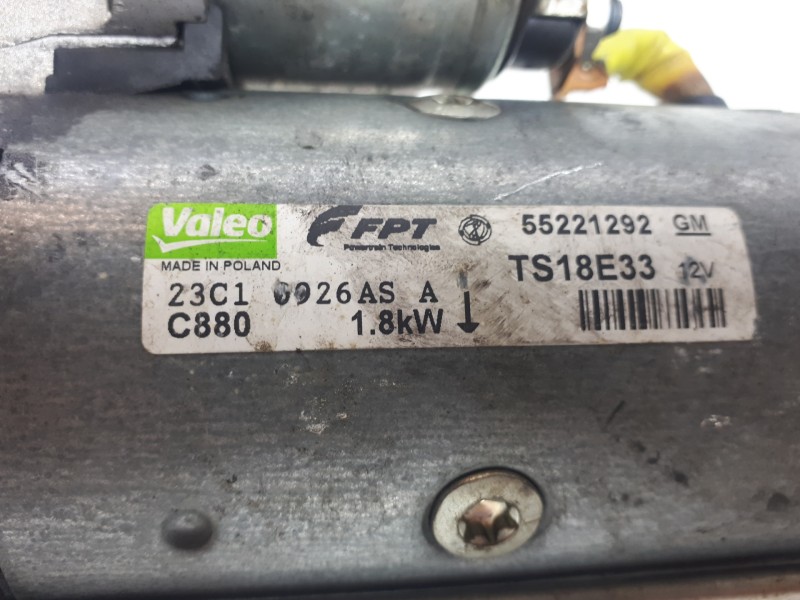 Valeo FPT 55221292 GM
Powertrain Technologies
MADE IN POLAND TS18E33 12V
23C1 0926AS A
C880 1.8kW